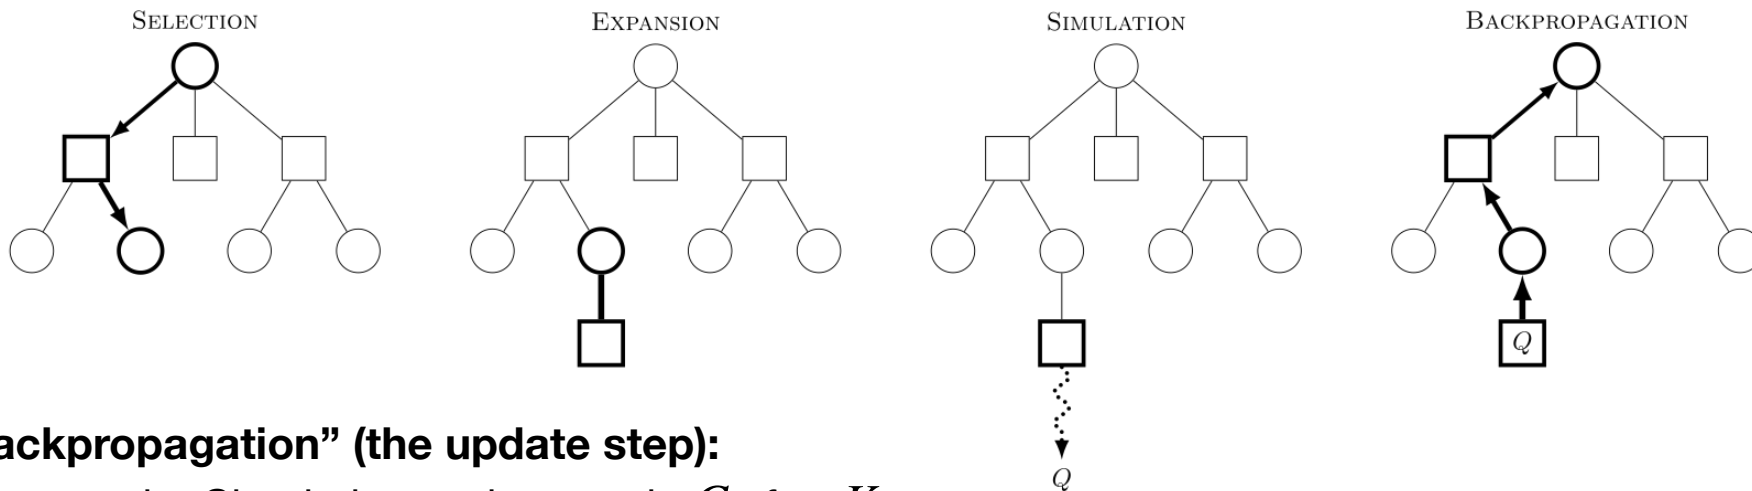 SELECTION
EXPANSION
SIMULATION
BACKPROPAGATION
Q
ackpropagation” (the update step):
Q